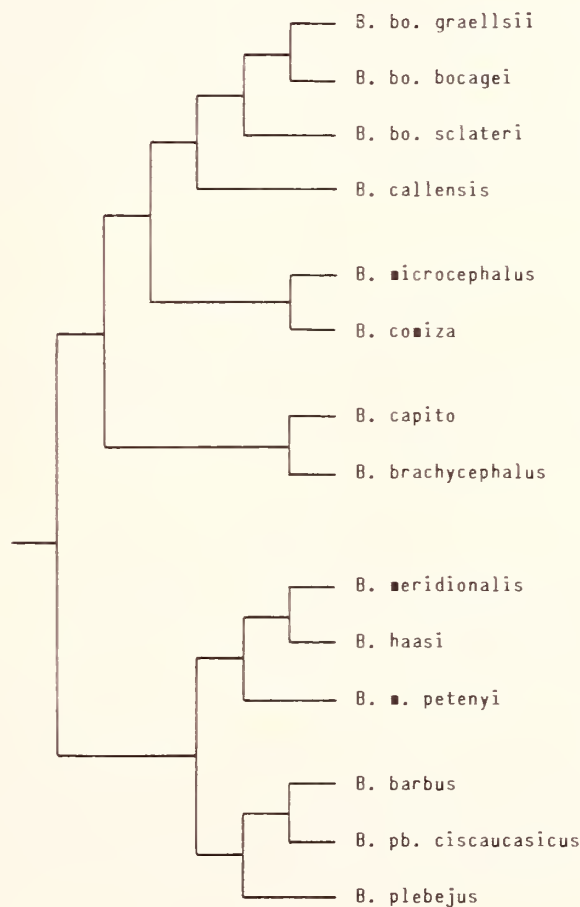 B. bo. graellsii
B. bo. bocagei
B. bo. sclateri
B. callensis
B. microcephalus
B. comiza
B. capito
B. brachycephalus
B. meridionalis
B. haasi
B. m. petenyi
B. barbus
B. pb. ciscaucasicus
B. plebejus